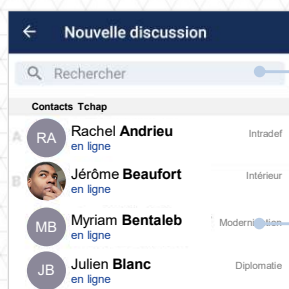 Nouvelle discussion
Rechercher
Contacts Tchap
A
RA
Rachel Andrieu
Intradef
en ligne
B
Jérôme Beaufort
Intérieur
en ligne
MB
Myriam Bentaleb
en ligne
JB
Julien Blanc
Diplomatie
en ligne